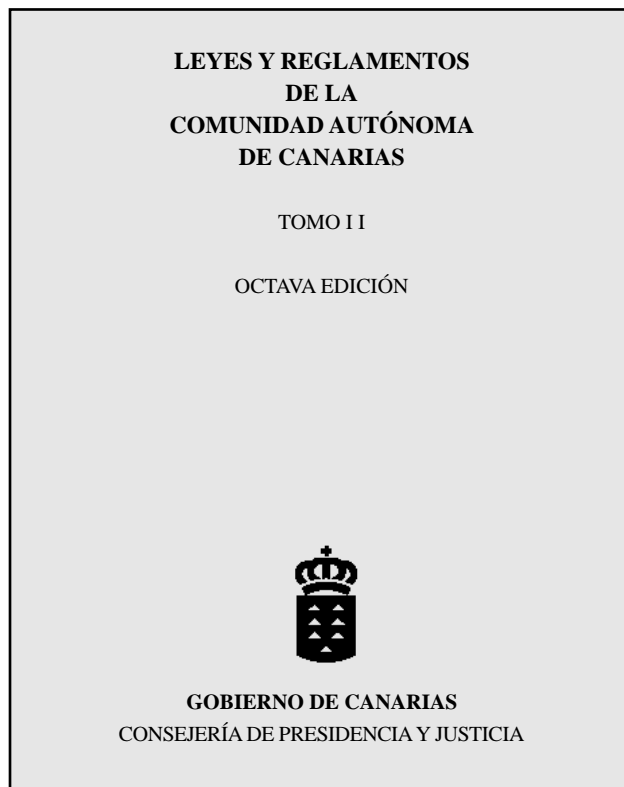 LEYES Y REGLAMENTOS
DE LA
COMUNIDAD AUTÓNOMA
DE CANARIAS
TOMO I I
OCTAVA EDICIÓN
GOBIERNO DE CANARIAS
CONSEJERÍA DE PRESIDENCIA Y JUSTICIA